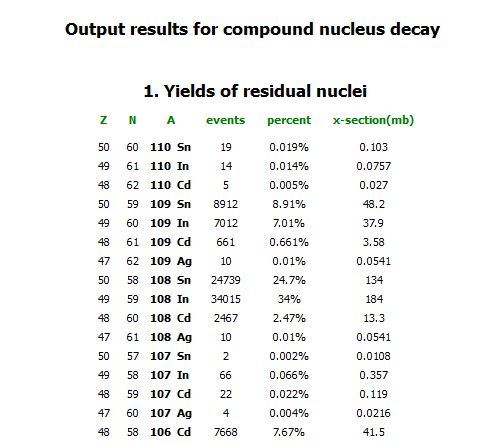 Output results for compound nucleus decay
1. Yields of residual nuclei
Z N A events percent x-section(mb)
50 60 110 Sn 19 0.019% 0.103
49 61 110 In 14 0.014% 0.0757
48 62 110 Cd 5 0.005% 0.027
50 59 109 Sn 8912 8.91% 48.2
49 60 109 In 7012 7.01% 37.9
48 61 109 Cd 661 0.661% 3.58
47 62 109 Ag 10 0.01% 0.0541
50 58 108 Sn 24739 24.7% 134
49 59 108 In 34015 34% 184
48 60 108 Cd 2467 2.47% 13.3
47 61 108 Ag 10 0.01% 0.0541
50 57 107 Sn 2 0.002% 0.0108
49 58 107 In 66 0.066% 0.357
48 59 107 Cd 22 0.022% 0.119
47 60 107 Ag 4 0.004% 0.0216
48 58 106 Cd 7668 7.67% 41.5